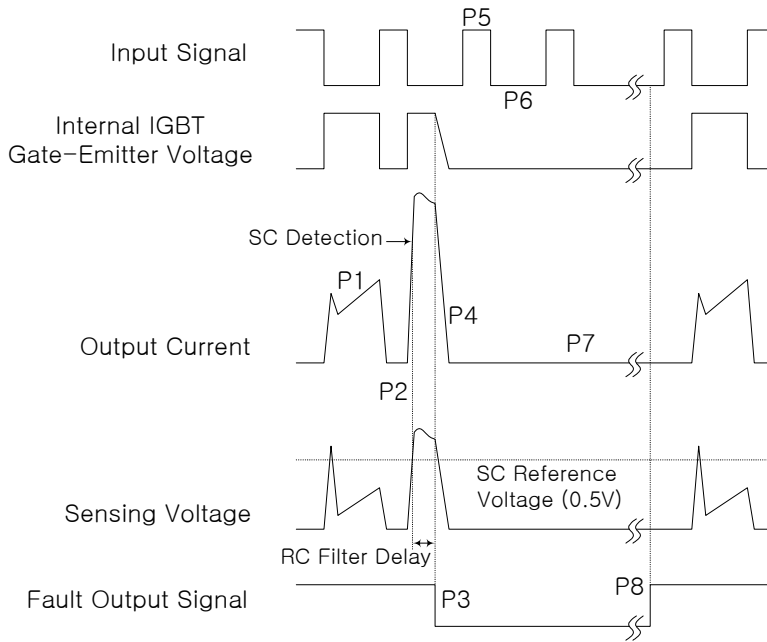 P5
Input Signal
P6
Internal IGBT
Gate-Emitter Voltage
SC Detection
P1
P4
Output Current
P7
P2
SC Reference
Voltage (0.5V)
Sensing Voltage
RC Filter Delay
Fault Output Signal
P3
P8